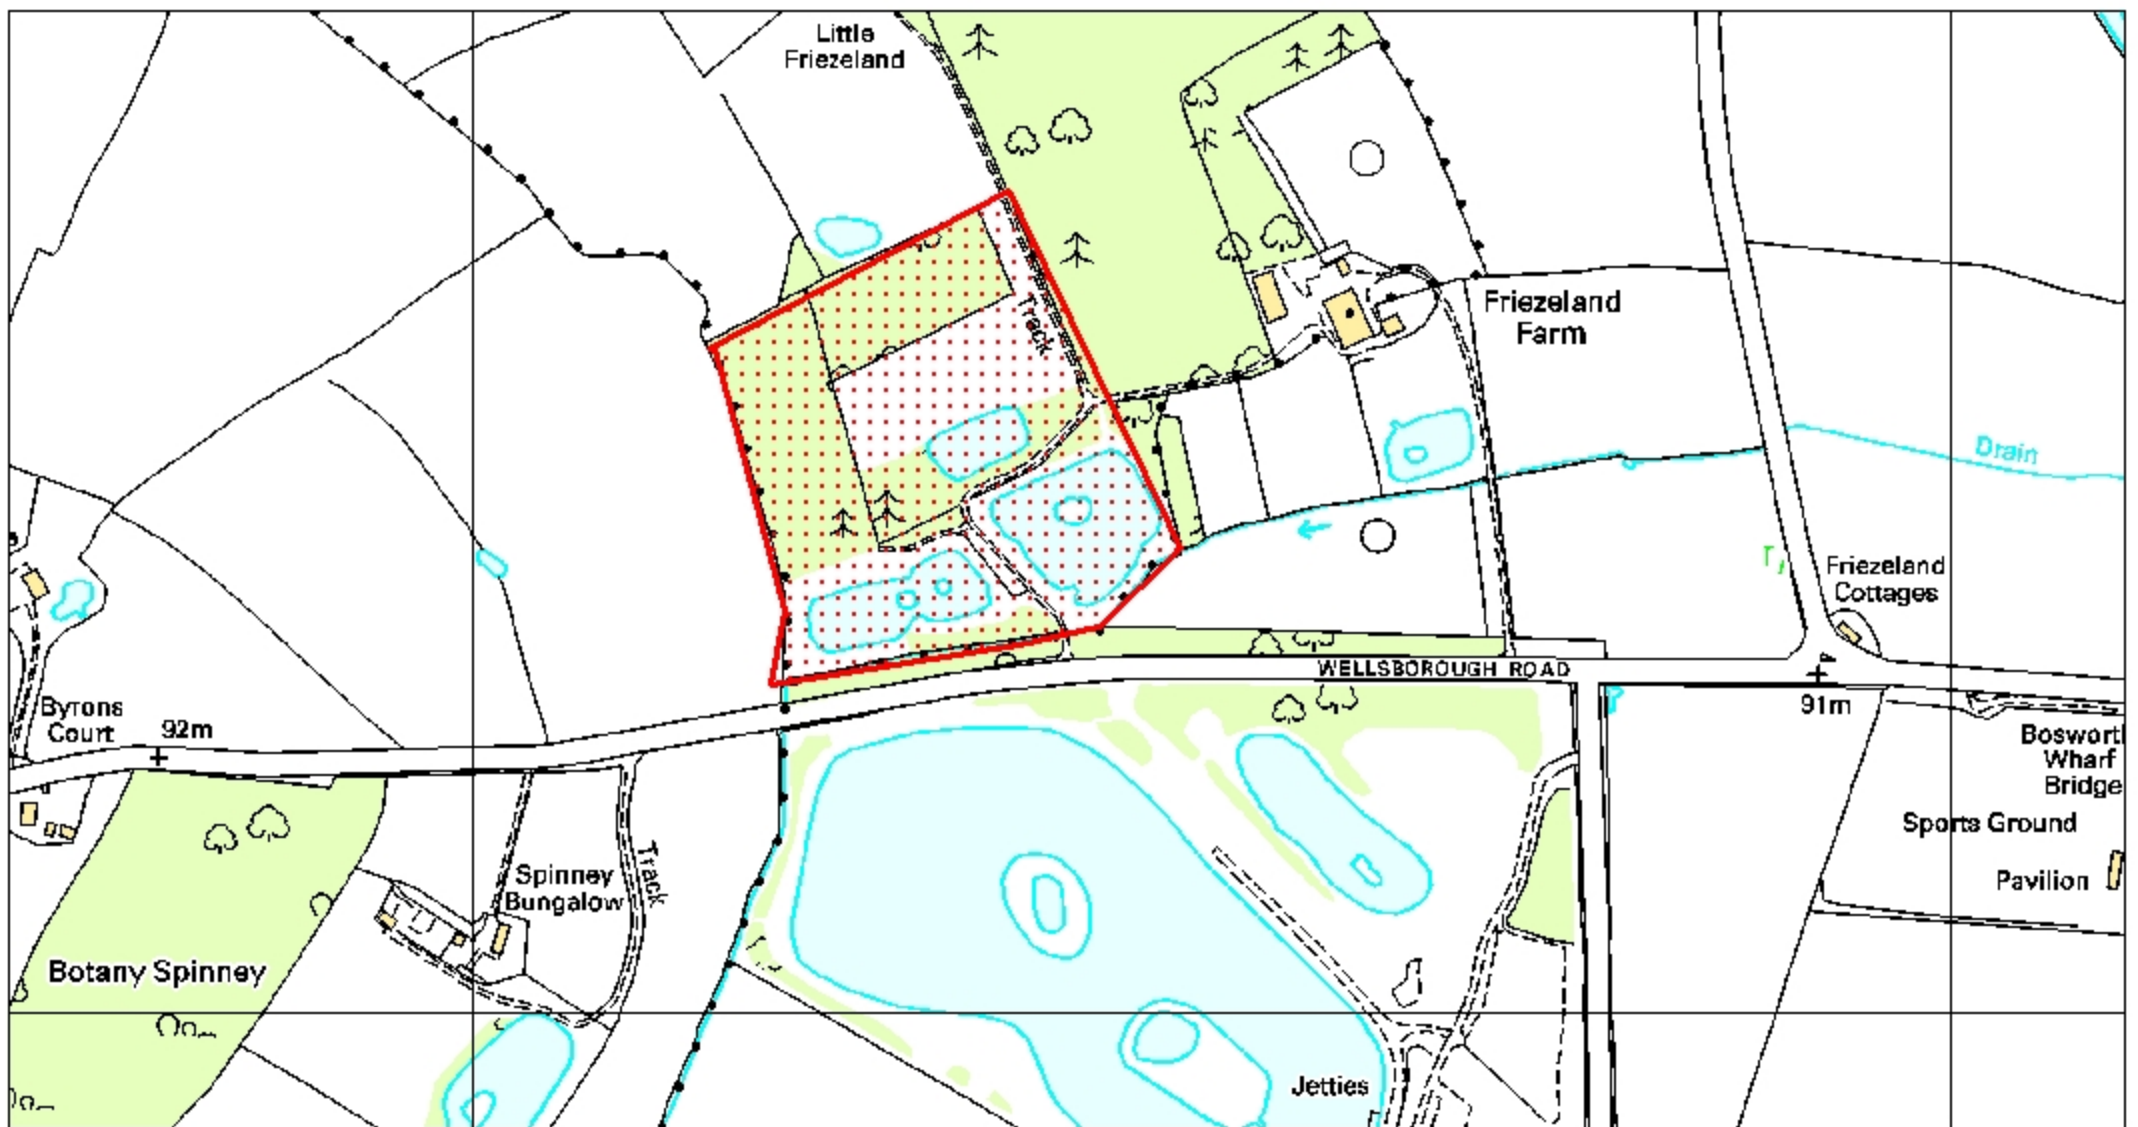 Little
Friezeland
Track
Friezeland
Farm
Drain
Friezeland
Cottages
WELLSBOROUGH ROAD
Byrons
Court
92m
91m
Bosworth
Wharf
Bridge
Sports Ground
Pavilion
Spinney
Bungalow
Track
Botany Spinney
Jetties